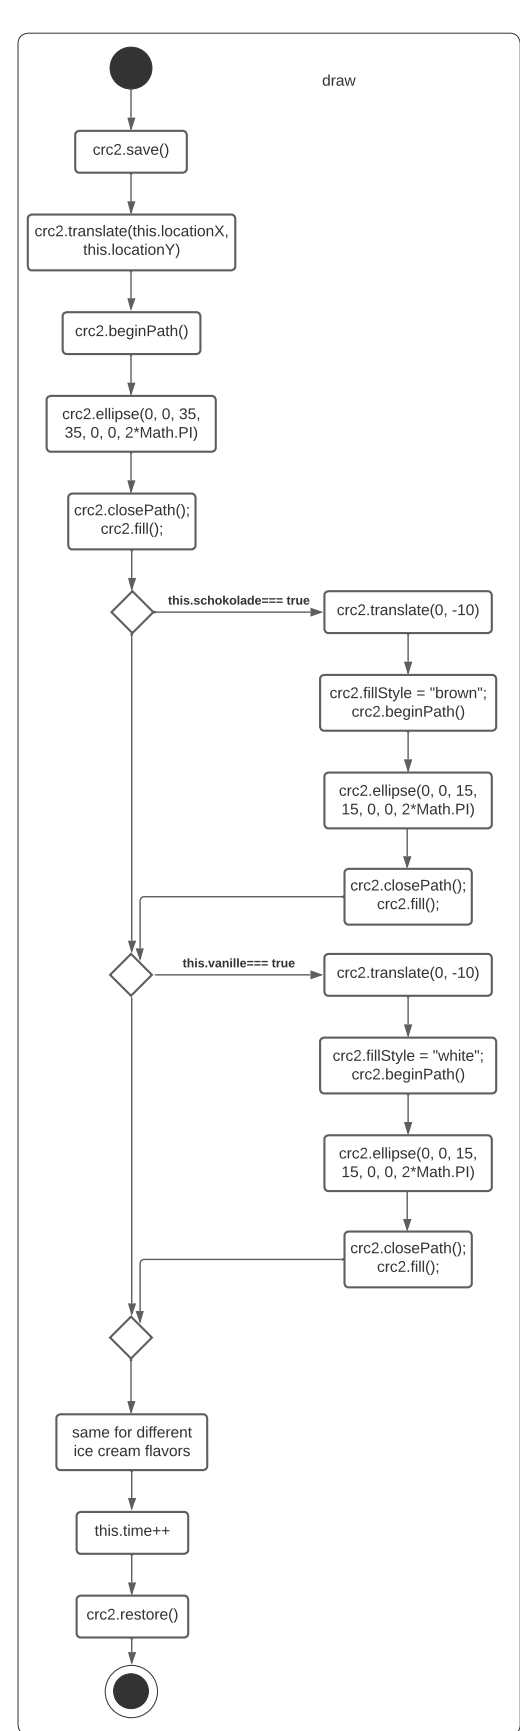 draw
crc2.save()
crc2.translate(this.locationX,
this.locationY)
crc2.beginPath()
crc2.ellipse(0, 0, 35,
35, 0, 0, 2*Math.PI)
crc2.closePath();
crc2.fill();
this.schokolade=== true
crc2.translate(0, -10)
crc2.fillStyle = "brown";
crc2.beginPath()
crc2.ellipse(0, 0, 15,
15, 0, 0, 2*Math.PI)
crc2.closePath();
crc2.fill();
this.vanille=== true
crc2.translate(0, -10)
crc2.fillStyle = "white";
crc2.beginPath()
crc2.ellipse(0, 0, 15,
15, 0, 0, 2*Math.PI)
crc2.closePath();
crc2.fill();
same for different
ice cream flavors
this.time++
crc2.restore()